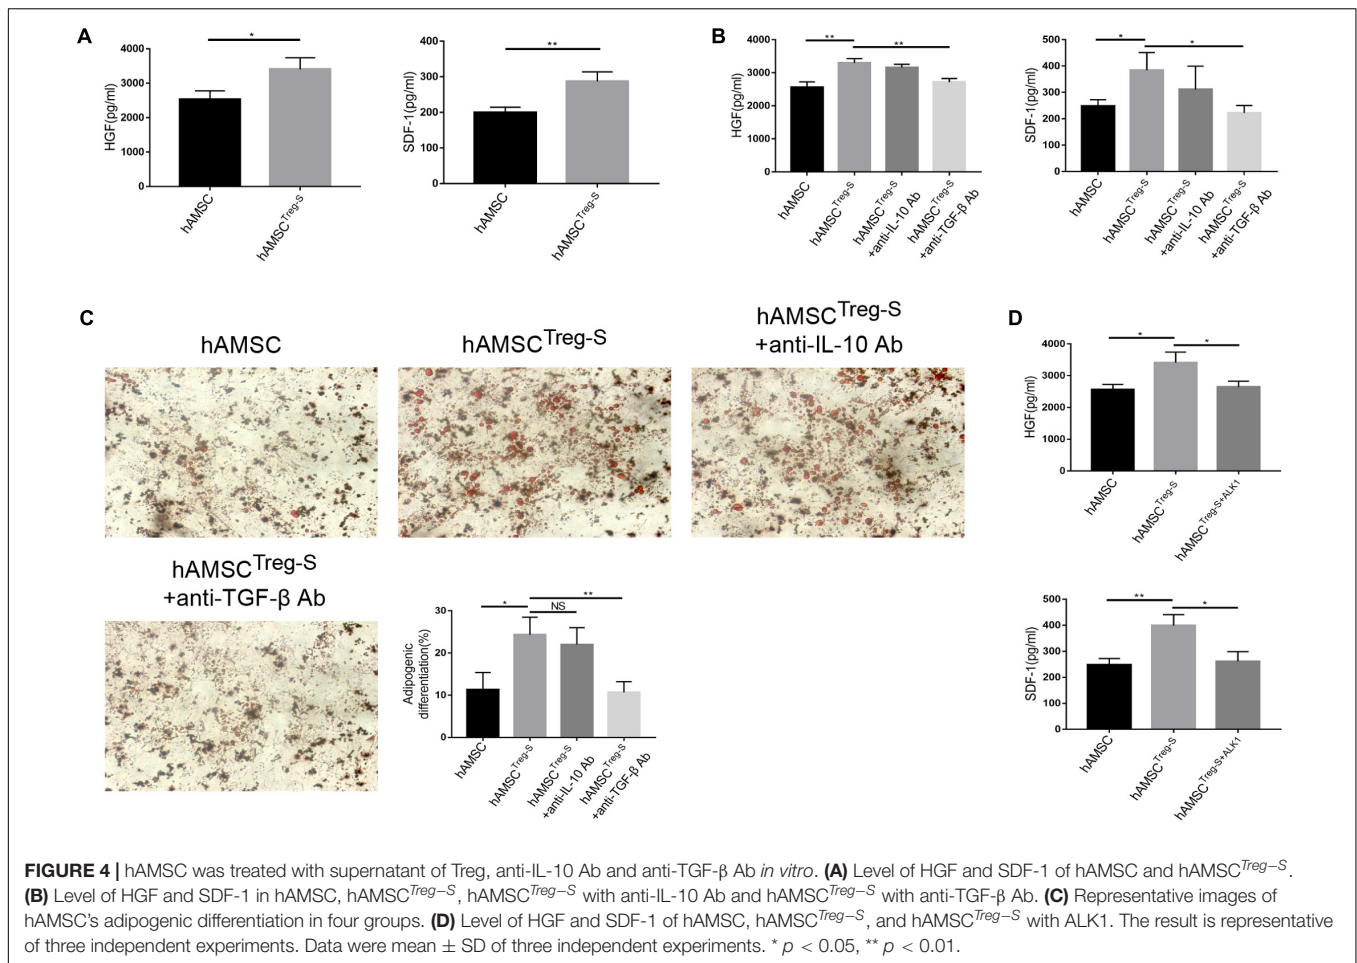 A
*
4000
3000
2000
1000
0
HGF(pg/ml)
hAMSC
hAMSCTreg-S
**
400
300
200
100
0
SDF-1(pg/ml)
hAMSC
hAMSCTreg-S
B
**
**
4000
3000
2000
1000
0
HGF(pg/ml)
hAMSC
hAMSCTreg-S
hAMSCTreg-S
+anti-IL-10 Ab
hAMSCTreg-S
+anti-TGF-β Ab
*
*
500
400
300
200
100
0
SDF-1(pg/ml)
hAMSC
hAMSCTreg-S
hAMSCTreg-S
+anti-IL-10 Ab
hAMSCTreg-S
+anti-TGF-β Ab
C
hAMSC
hAMSCTreg-S
hAMSCTreg-S
+anti-IL-10 Ab
hAMSCTreg-S
+anti-TGF-β Ab
*
**
NS
30
20
10
0
Adipogenic
differentiation(%)
hAMSC
hAMSCTreg-S
hAMSCTreg-S
+anti-IL-10 Ab
hAMSCTreg-S
+anti-TGF-β Ab
D
*
*
4000
3000
2000
1000
0
HGF(pg/ml)
hAMSC
hAMSCTreg-S
hAMSCTreg-S+ALK1
**
*
500
400
300
200
100
0
SDF-1(pg/ml)
hAMSC
hAMSCTreg-S
hAMSCTreg-S+ALK1
FIGURE 4 | hAMSC was treated with supernatant of Treg, anti-IL-10 Ab and anti-TGF-β Ab in vitro. (A) Level of HGF and SDF-1 of hAMSC and hAMSCTreg−S.
(B) Level of HGF and SDF-1 in hAMSC, hAMSCTreg−S, hAMSCTreg−S with anti-IL-10 Ab and hAMSCTreg−S with anti-TGF-β Ab. (C) Representative images of
hAMSC's adipogenic differentiation in four groups. (D) Level of HGF and SDF-1 of hAMSC, hAMSCTreg−S, and hAMSCTreg−S with ALK1. The result is representative
of three independent experiments. Data were mean ± SD of three independent experiments. * p < 0.05, ** p < 0.01.